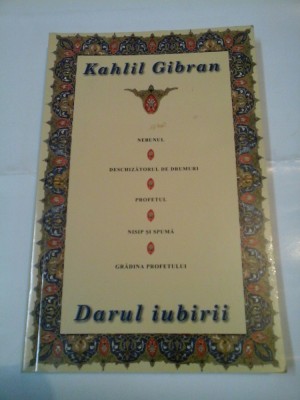 Kahlil Gibran
NEBUNUL
DESCHIZĂTORUL DE DRUMURI
PROFETUL
NISIP ȘI SPUMĂ
GRĂDINA PROFETULUI
Darul iubirii